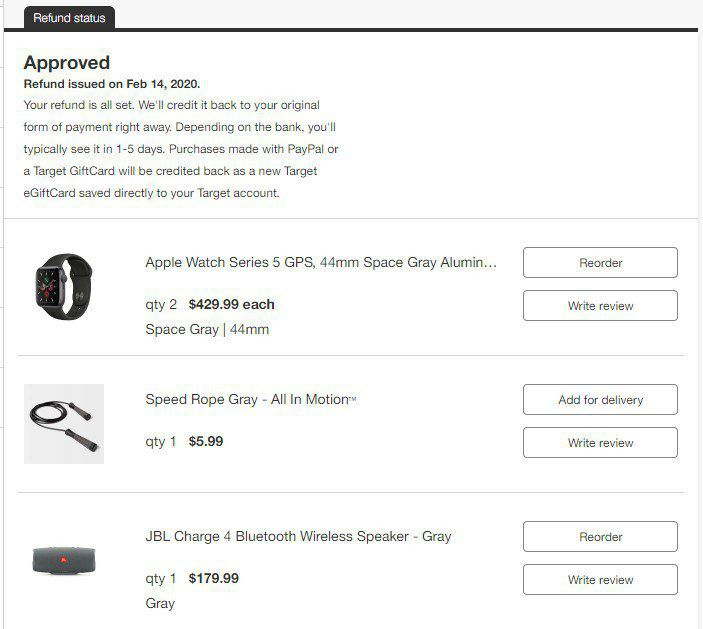 Refund status
Approved
Refund issued on Feb 14, 2020.
Your refund is all set. We'll credit it back to your original
form of payment right away. Depending on the bank, you'll
typically see it in 1-5 days. Purchases made with PayPal or
a Target GiftCard will be credited back as a new Target
eGiftCard saved directly to your Target account.
Apple Watch Series 5 GPS, 44mm Space Gray Alumin...
Reorder
qty 2 $429.99 each
Write review
Space Gray | 44mm
Speed Rope Gray - All In Motion™
Add for delivery
qty 1 $5.99
Write review
JBL Charge 4 Bluetooth Wireless Speaker - Gray
Reorder
qty 1 $179.99
Write review
Gray